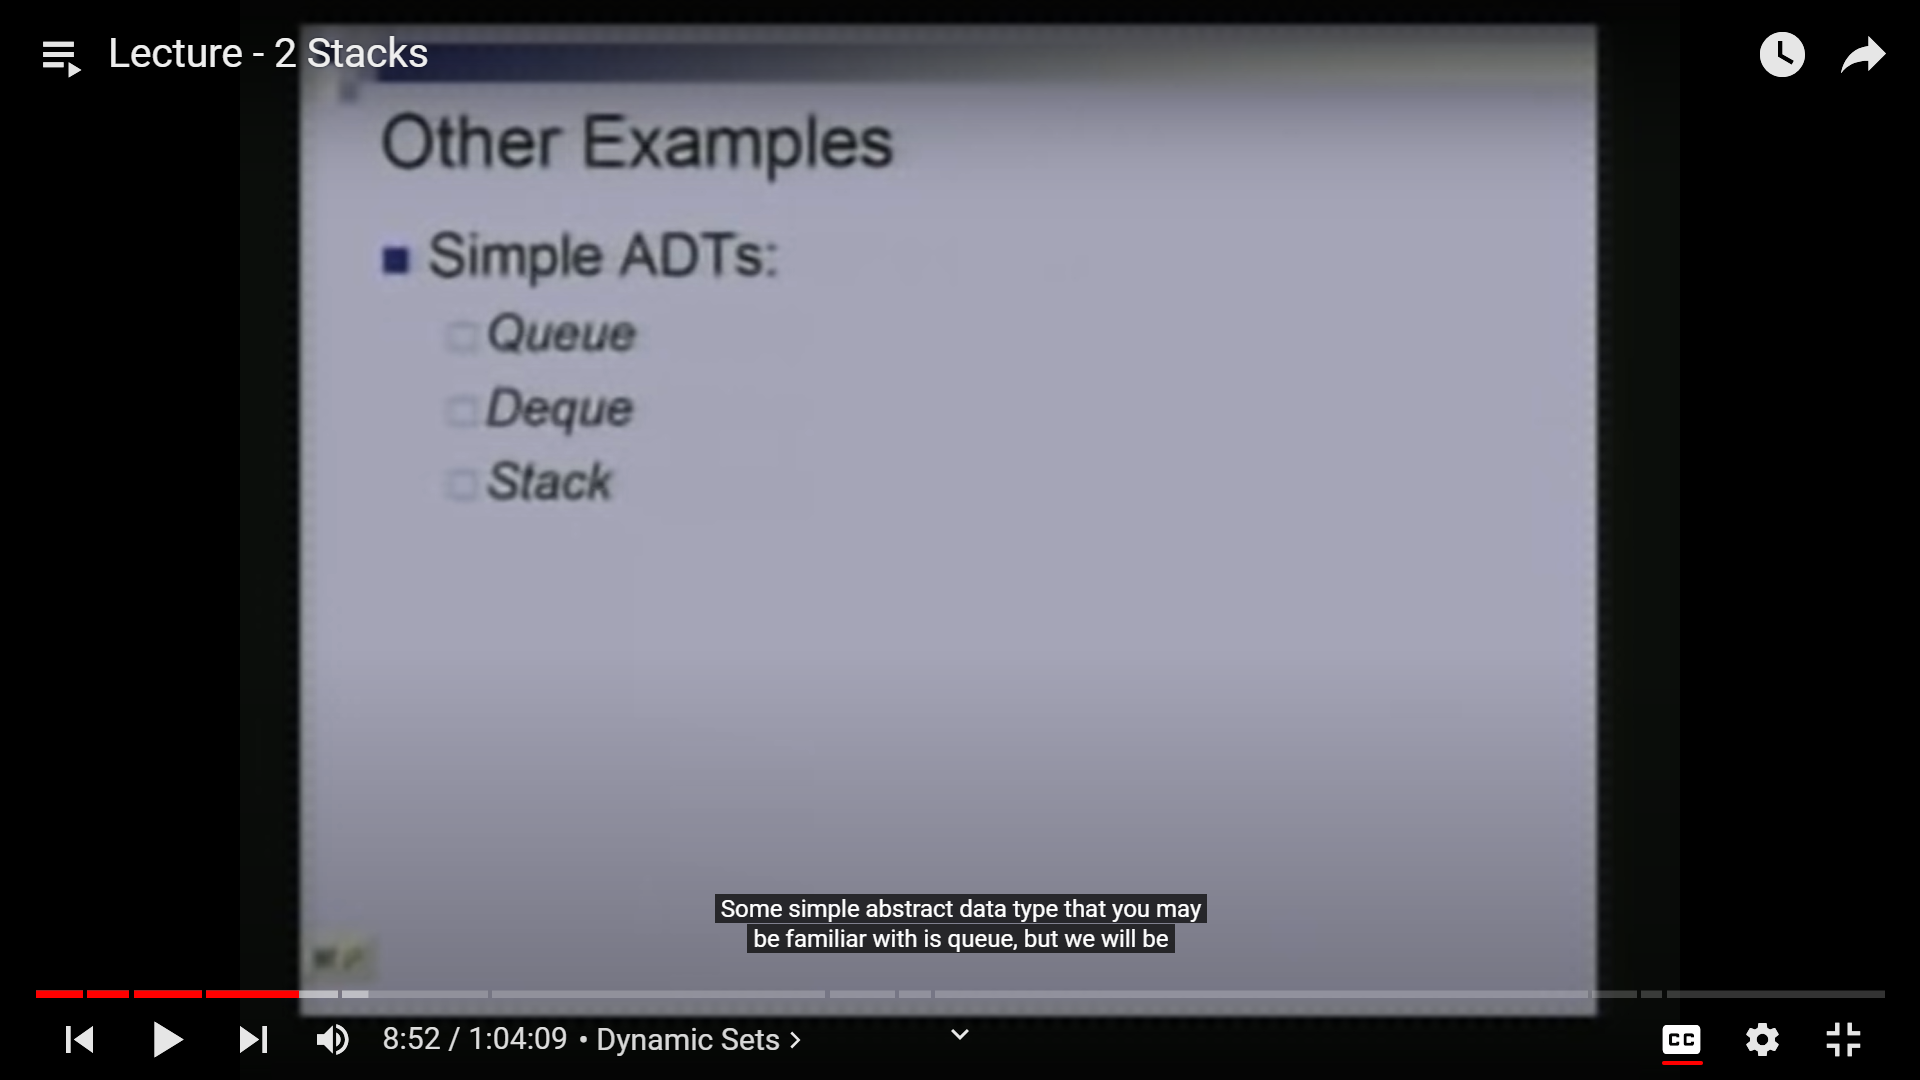 Lecture - 2 Stacks
Other Examples
Simple ADTs:
Queue
Deque
Stack
Some simple abstract data type that you may
be familiar with is queue, but we will be
8:52 / 1:04:09 • Dynamic Sets
CC